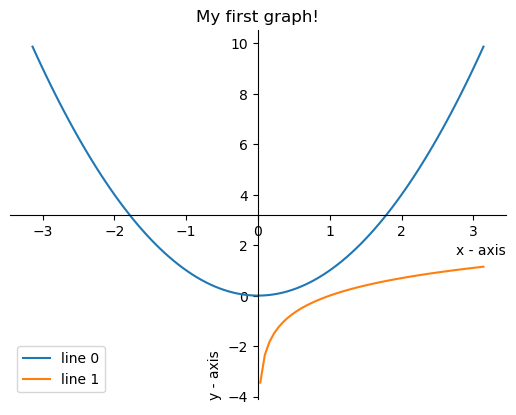 My first graph!
10
8
6
4
−3 −2 −1 0 1 2 3
2
x - axis
0
−2
y - axis
−4
line 0
line 1